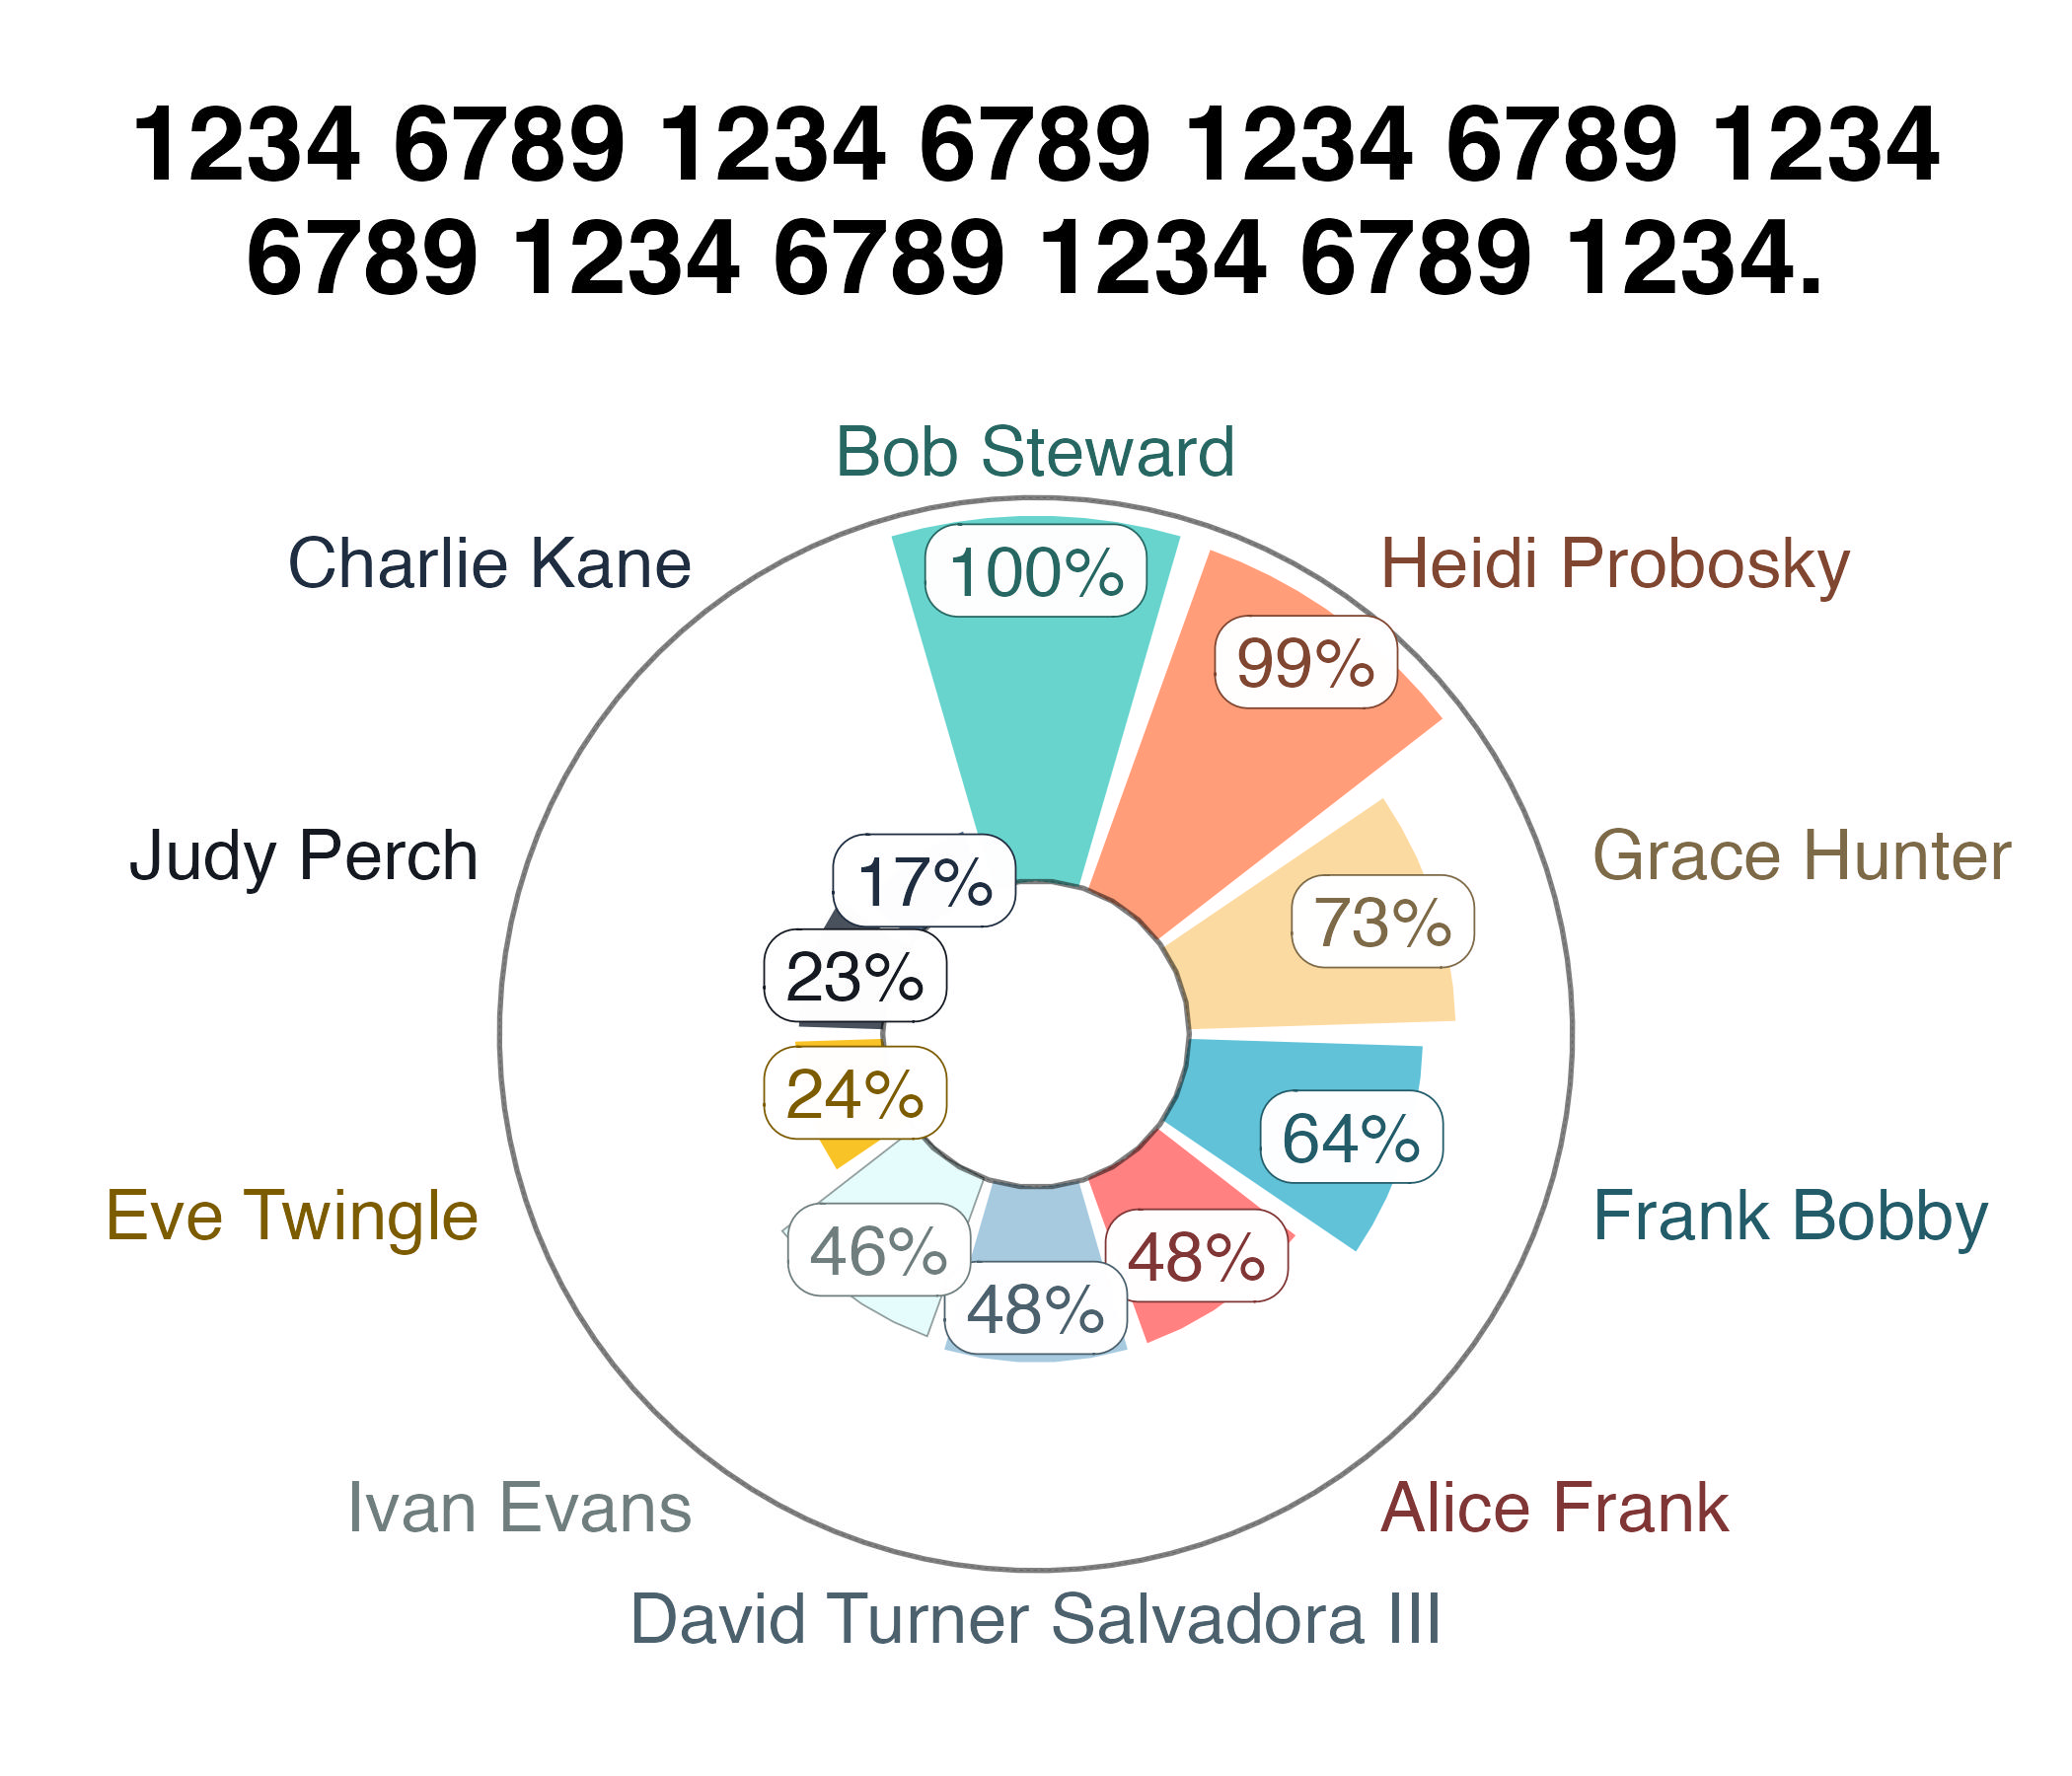 1234 6789 1234 6789 1234 6789 1234
6789 1234 6789 1234 6789 1234.
Bob Steward
Charlie Kane
Heidi Probosky
100%
99%
Judy Perch
Grace Hunter
17%
73%
23%
24%
64%
Eve Twingle
Frank Bobby
46%
48%
48%
Ivan Evans
Alice Frank
David Turner Salvadora III